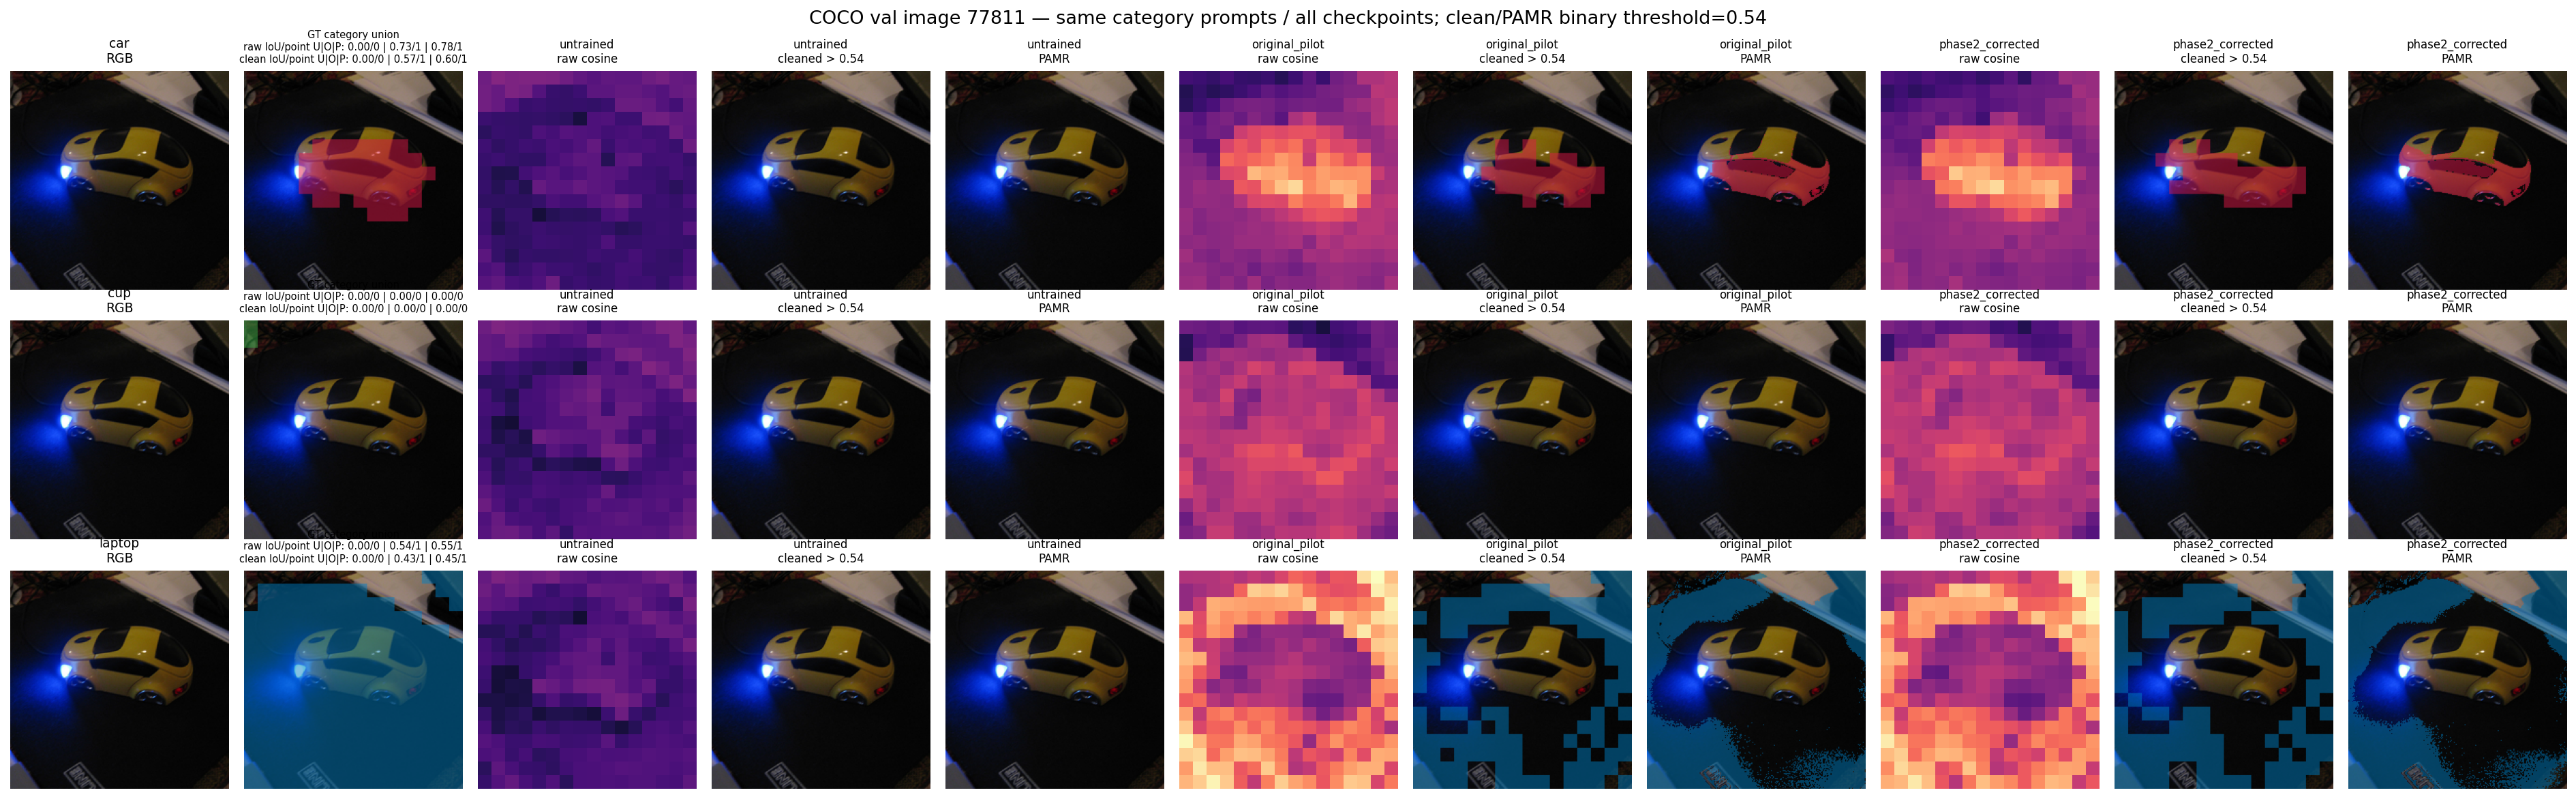 COCO val image 77811 — same category prompts / all checkpoints; clean/PAMR binary threshold=0.54
car
RGB
GT category union
raw IoU/point U|O|P: 0.00/0 | 0.73/1 | 0.78/1
clean IoU/point U|O|P: 0.00/0 | 0.57/1 | 0.60/1
untrained
raw cosine
untrained
cleaned > 0.54
untrained
PAMR
original_pilot
raw cosine
original_pilot
cleaned > 0.54
original_pilot
PAMR
phase2_corrected
raw cosine
phase2_corrected
cleaned > 0.54
phase2_corrected
PAMR
cup
RGB
raw IoU/point U|O|P: 0.00/0 | 0.00/0 | 0.00/0
clean IoU/point U|O|P: 0.00/0 | 0.00/0 | 0.00/0
untrained
raw cosine
untrained
cleaned > 0.54
untrained
PAMR
original_pilot
raw cosine
original_pilot
cleaned > 0.54
original_pilot
PAMR
phase2_corrected
raw cosine
phase2_corrected
cleaned > 0.54
phase2_corrected
PAMR
laptop
RGB
raw IoU/point U|O|P: 0.00/0 | 0.54/1 | 0.55/1
clean IoU/point U|O|P: 0.00/0 | 0.43/1 | 0.45/1
untrained
raw cosine
untrained
cleaned > 0.54
untrained
PAMR
original_pilot
raw cosine
original_pilot
cleaned > 0.54
original_pilot
PAMR
phase2_corrected
raw cosine
phase2_corrected
cleaned > 0.54
phase2_corrected
PAMR